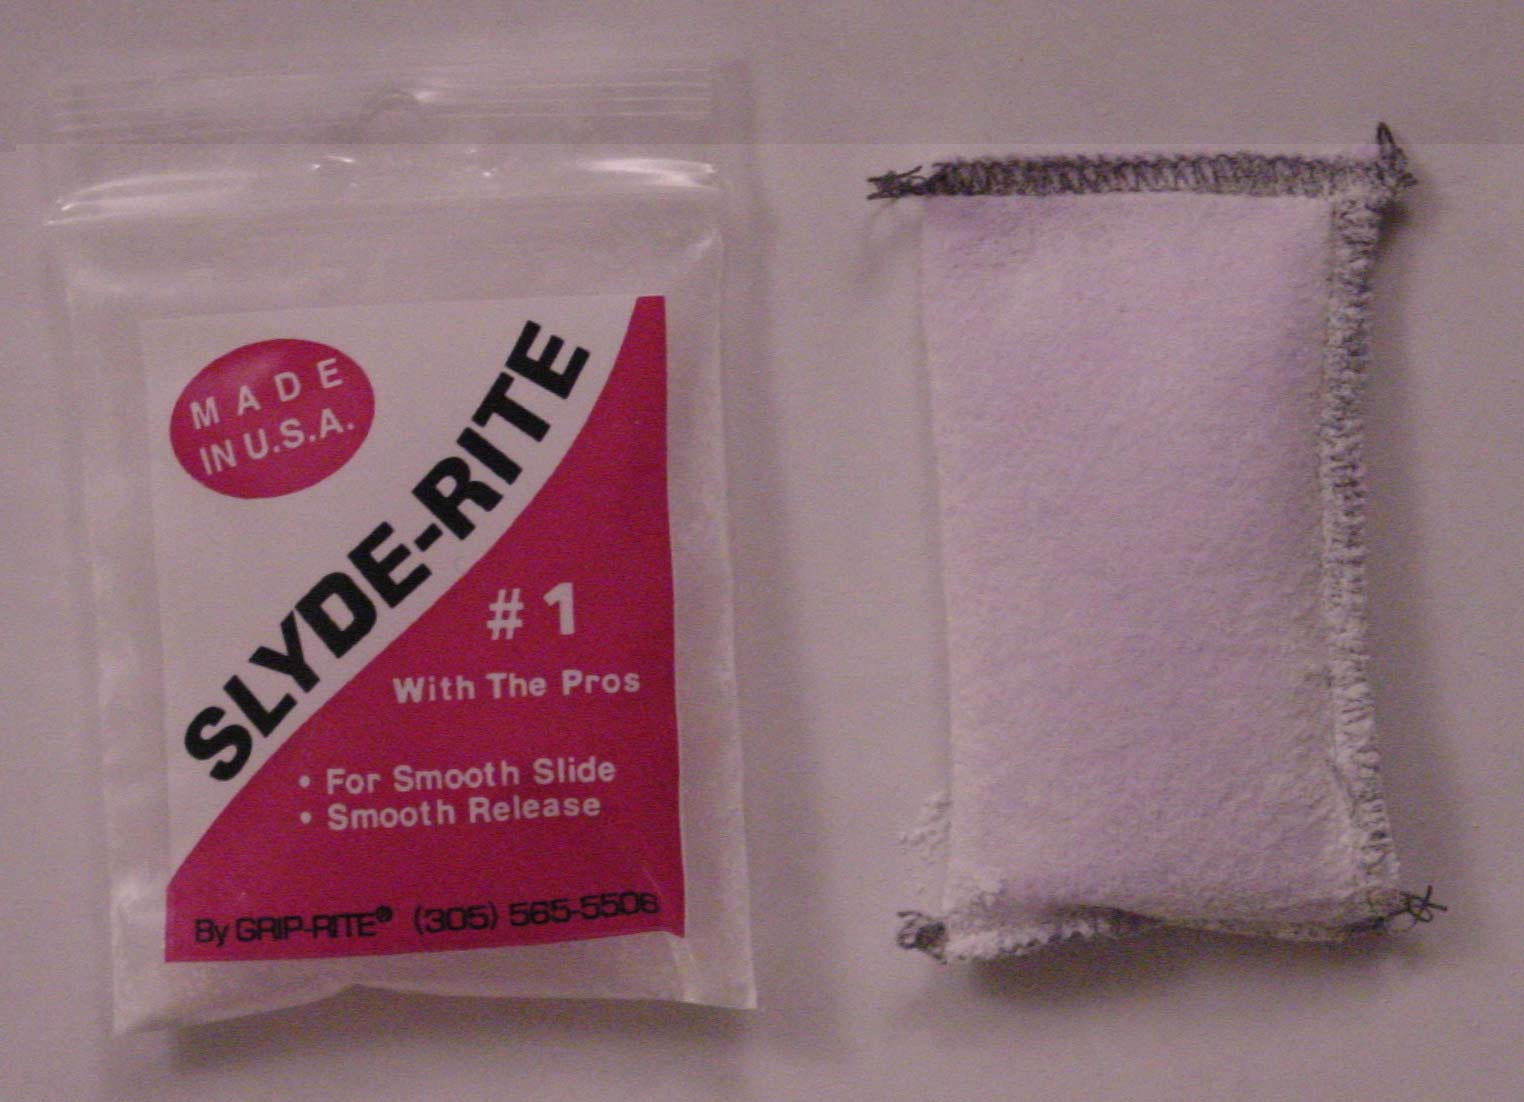 MADE
IN U.S.A.
SLYDE-RITE
# 1
With The Pros
• For Smooth Slide
• Smooth Release
By GRIP-RITE® (305) 565-5506